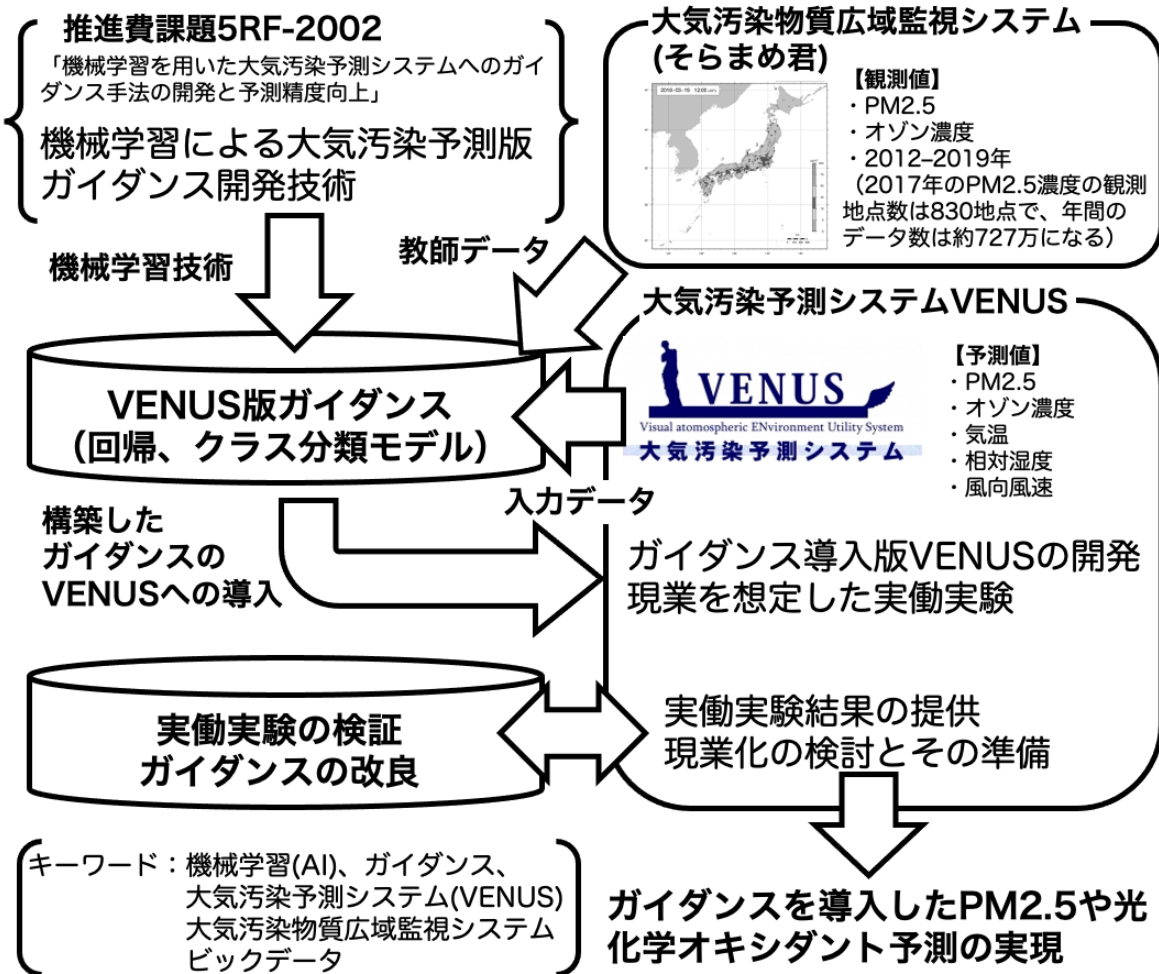 推進費課題5RF-2002
「機械学習を用いた大気汚染予測システムへのガイ
ダンス手法の開発と予測精度向上」
機械学習による大気汚染予測版
ガイダンス開発技術
大気汚染物質広域監視システム
(そらまめ君)
【観測値】
・PM2.5
・オゾン濃度
・2012–2019年
（2017年のPM2.5濃度の観測
地点数は830地点で、年間の
データ数は約727万になる）
機械学習技術
教師データ
大気汚染予測システムVENUS
VENUS
Visual atomospheric ENvironment Utility System
大気汚染予測システム
【予測値】
・PM2.5
・オゾン濃度
・気温
・相対湿度
・風向風速
VENUS版ガイダンス
（回帰、クラス分類モデル）
入力データ
構築した
ガイダンスの
VENUSへの導入
ガイダンス導入版VENUSの開発
現業を想定した実働実験
実働実験の検証
ガイダンスの改良
実働実験結果の提供
現業化の検討とその準備
キーワード：機械学習(AI)、ガイダンス、
大気汚染予測システム(VENUS)
大気汚染物質広域監視システム
ビックデータ
ガイダンスを導入したPM2.5や光
化学オキシダント予測の実現